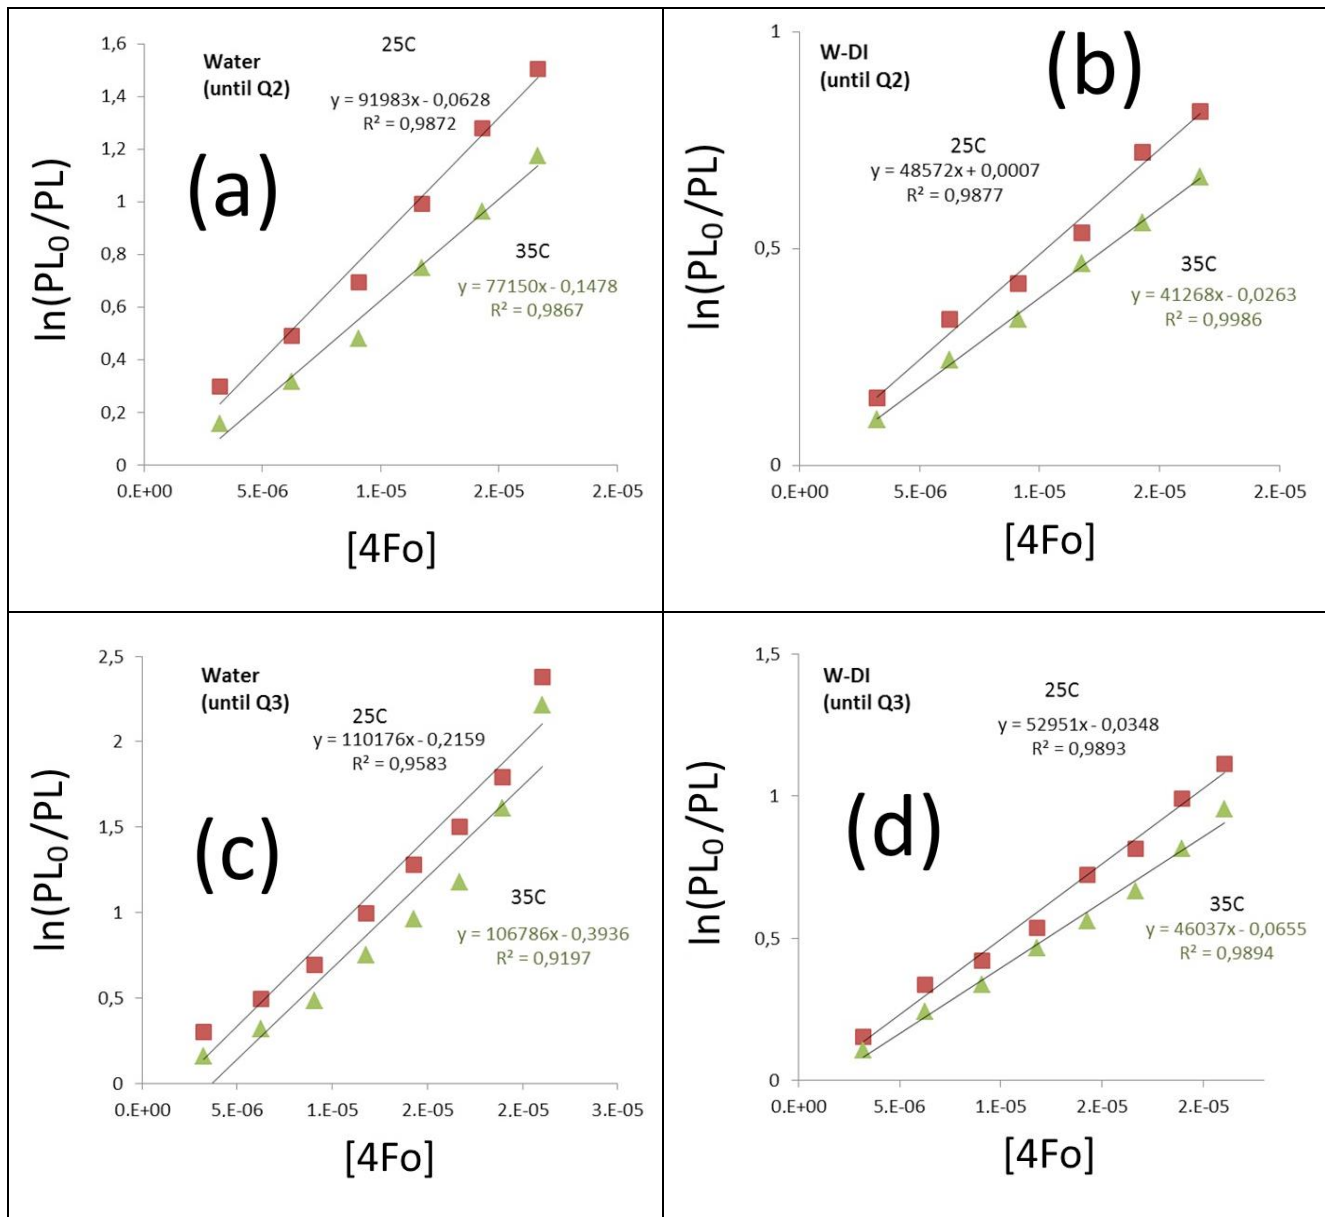 25C
Water
(until Q2)
y = 91983x - 0,0628
R² = 0,9872
(a)
35C
y = 77150x - 0,1478
R² = 0,9867
ln(PL₀/PL)
1,6
1,4
1,2
1
0,8
0,6
0,4
0,2
0
0.E+00 5.E-06 1.E-05 2.E-05 2.E-05
[4Fo]
(b)
W-DI
(until Q2)
25C
y = 48572x + 0,0007
R² = 0,9877
35C
y = 41268x - 0,0263
R² = 0,9986
ln(PL₀/PL)
1
0,5
0
0.E+00 5.E-06 1.E-05 2.E-05 2.E-05
[4Fo]
Water
(until Q3)
25C
y = 110176x - 0,2159
R² = 0,9583
(c)
35C
y = 106786x - 0,3936
R² = 0,9197
ln(PL₀/PL)
2,5
2
1,5
1
0,5
0
0.E+00 5.E-06 1.E-05 2.E-05 2.E-05 3.E-05
[4Fo]
W-DI
(until Q3)
25C
y = 52951x - 0,0348
R² = 0,9893
(d)
35C
y = 46037x - 0,0655
R² = 0,9894
ln(PL₀/PL)
1,5
1
0,5
0
0.E+00 5.E-06 1.E-05 2.E-05 2.E-05
[4Fo]